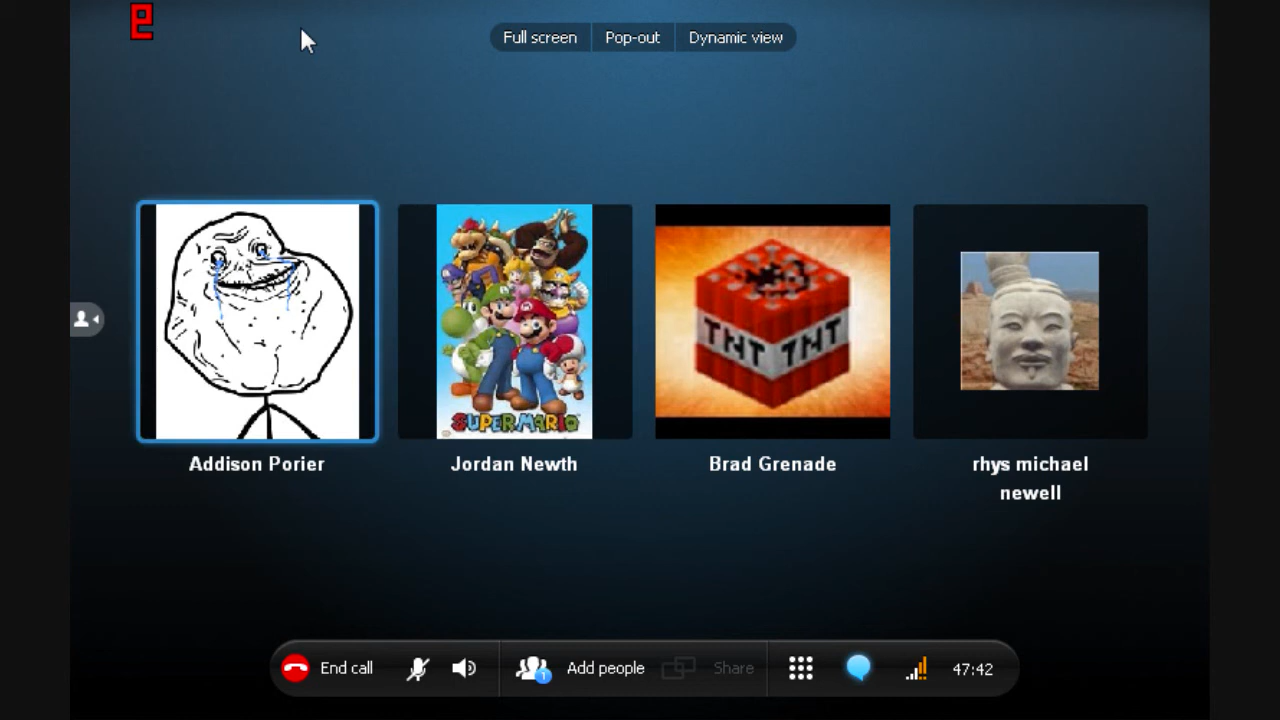 e
Full screen Pop-out Dynamic view
SUPER MARIO
TNT TNT
Addison Porier
Jordan Newth
Brad Grenade
rhys michael
newell
End call
1
Add people
Share
47:42